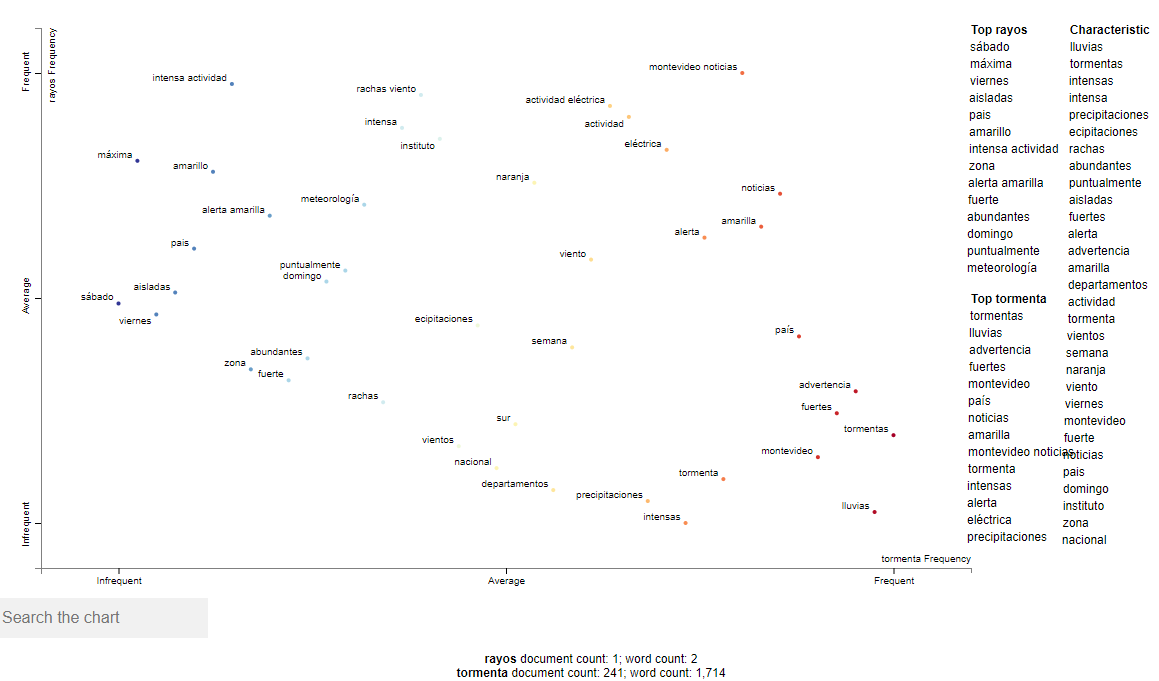 rayos Frequency
Frequent
Average
Infrequent
montevideo noticias
intensa actividad
rachas viento
actividad eléctrica
actividad
intensa
instituto
eléctrica
máxima
amarillo
naranja
noticias
meteorología
alerta amarilla
amarilla
alerta
pais
viento
puntualmente
domingo
aisladas
sábado
viernes
ecipitaciones
país
semana
abundantes
zona
fuerte
advertencia
rachas
fuertes
sur
tormentas
vientos
montevideo
nacional
tormenta
departamentos
precipitaciones
lluvias
intensas
tormenta Frequency
Infrequent
Average
Frequent
Top rayos
sábado
máxima
viernes
aisladas
pais
amarillo
intensa actividad
zona
alerta amarilla
fuerte
abundantes
domingo
puntualmente
meteorología
Top tormenta
tormentas
lluvias
advertencia
fuertes
montevideo
país
noticias
amarilla
montevideo noticias
tormenta
intensas
alerta
eléctrica
precipitaciones
Characteristic
lluvias
tormentas
intensas
intensa
precipitaciones
ecipitaciones
rachas
abundantes
puntualmente
aisladas
fuertes
alerta
advertencia
amarilla
departamentos
actividad
tormenta
vientos
semana
naranja
viento
viernes
montevideo
fuerte
noticias
pais
domingo
instituto
zona
nacional
Search the chart
rayos document count: 1; word count: 2
tormenta document count: 241; word count: 1,714